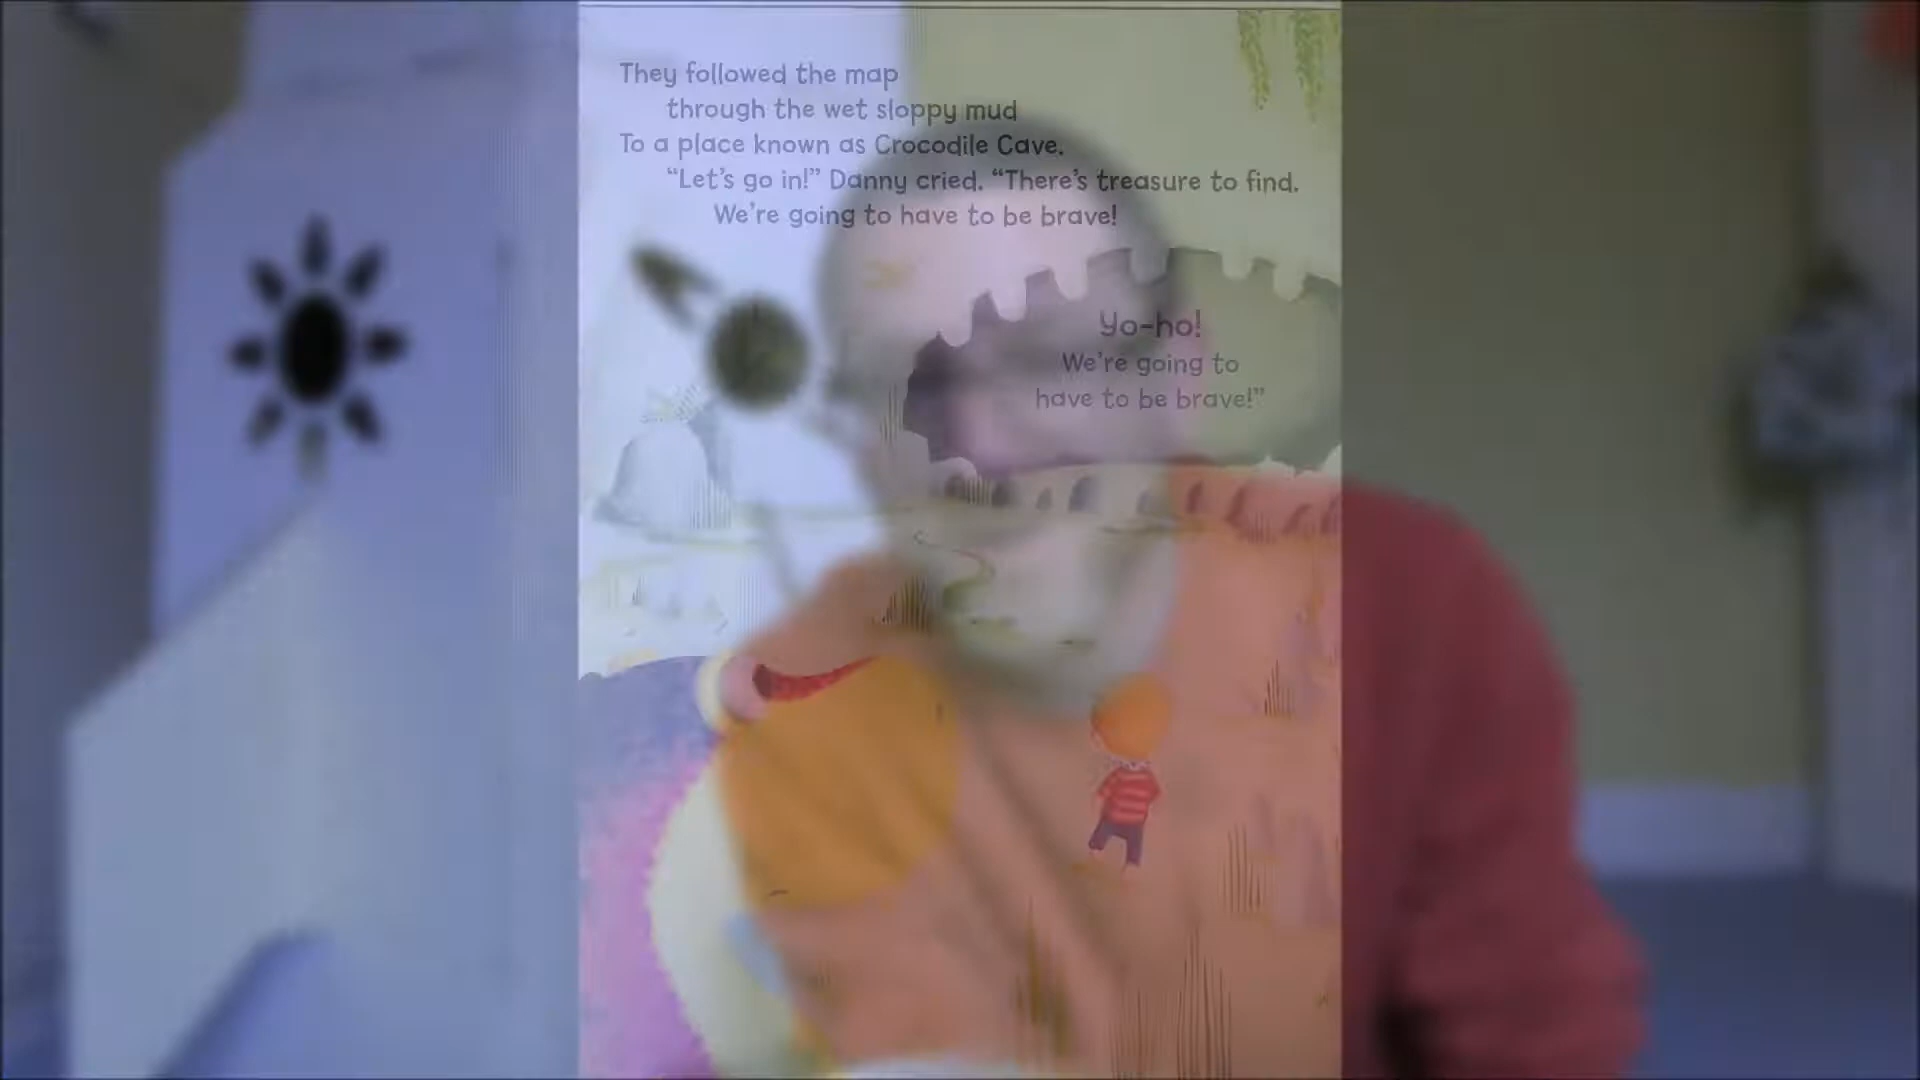 They followed the map
through the wet sloppy mud
To a place known as Crocodile Cave.
“Let’s go in!” Danny cried. “There’s treasure to find.
We’re going to have to be brave!
Yo-ho!
We’re going to
have to be brave!”